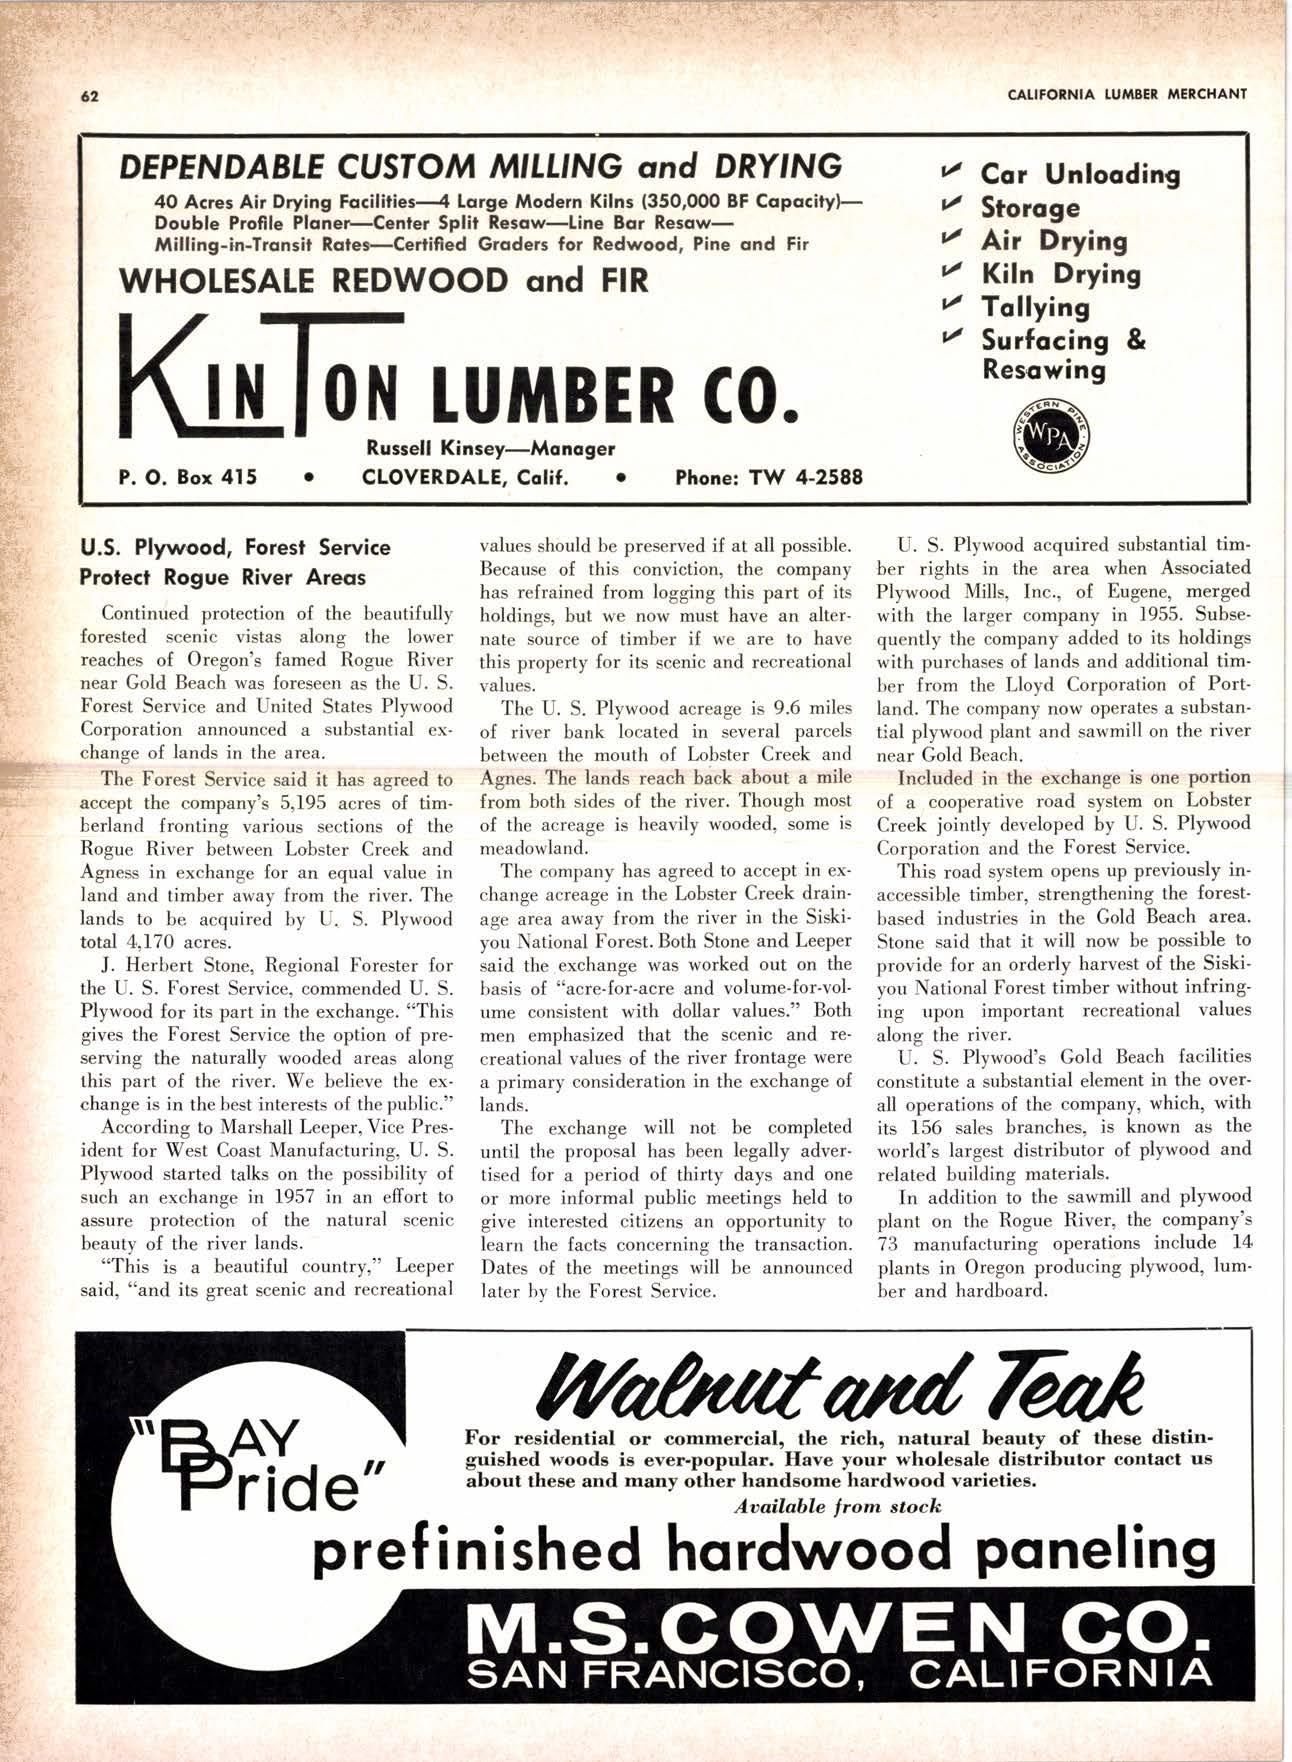 62
CALIFORNIA LUMBER MERCHANT
DEPENDABLE CUSTOM MILLING and DRYING
40 Acres Air Drying Facilities—4 Large Modern Kilns (350,000 BF Capacity)—
Double Profile Planer—Center Split Resaw—Line Bar Resaw—
Milling-in-Transit Rates—Certified Graders for Redwood, Pine and Fir
WHOLESALE REDWOOD and FIR
KINTON LUMBER CO.
Russell Kinsey—Manager
P. O. Box 415 • CLOVERDALE, Calif. • Phone: TW 4-2588
✓ Car Unloading
✓ Storage
✓ Air Drying
✓ Kiln Drying
✓ Tallying
✓ Surfacing &
Resawing
WESTERN PINE
WPA
ASSOCIATION
U.S. Plywood, Forest Service
Protect Rogue River Areas
Continued protection of the beautifully
forested scenic vistas along the lower
reaches of Oregon's famed Rogue River
near Gold Beach was foreseen as the U. S.
Forest Service and United States Plywood
Corporation announced a substantial ex-
change of lands in the area.
The Forest Service said it has agreed to
accept the company's 5,195 acres of tim-
berland fronting various sections of the
Rogue River between Lobster Creek and
Agness in exchange for an equal value in
land and timber away from the river. The
lands to be acquired by U. S. Plywood
total 4,170 acres.
J. Herbert Stone, Regional Forester for
the U. S. Forest Service, commended U. S.
Plywood for its part in the exchange. "This
gives the Forest Service the option of pre-
serving the naturally wooded areas along
this part of the river. We believe the ex-
change is in the best interests of the public."
According to Marshall Leeper, Vice Pres-
ident for West Coast Manufacturing, U. S.
Plywood started talks on the possibility of
such an exchange in 1957 in an effort to
assure protection of the natural scenic
beauty of the river lands.
"This is a beautiful country," Leeper
said, "and its great scenic and recreational
values should be preserved if at all possible.
Because of this conviction, the company
has refrained from logging this part of its
holdings, but we now must have an alter-
nate source of timber if we are to have
this property for its scenic and recreational
values.
The U. S. Plywood acreage is 9.6 miles
of river bank located in several parcels
between the mouth of Lobster Creek and
Agnes. The lands reach back about a mile
from both sides of the river. Though most
of the acreage is heavily wooded, some is
meadowland.
The company has agreed to accept in ex-
change acreage in the Lobster Creek drain-
age area away from the river in the Siski-
you National Forest. Both Stone and Leeper
said the exchange was worked out on the
basis of "acre-for-acre and volume-for-vol-
ume consistent with dollar values." Both
men emphasized that the scenic and re-
creational values of the river frontage were
a primary consideration in the exchange of
lands.
The exchange will not be completed
until the proposal has been legally adver-
tised for a period of thirty days and one
or more informal public meetings held to
give interested citizens an opportunity to
learn the facts concerning the transaction.
Dates of the meetings will be announced
later by the Forest Service.
U. S. Plywood acquired substantial tim-
ber rights in the area when Associated
Plywood Mills, Inc., of Eugene, merged
with the larger company in 1955. Subse-
quently the company added to its holdings
with purchases of lands and additional tim-
ber from the Lloyd Corporation of Port-
land. The company now operates a substan-
tial plywood plant and sawmill on the river
near Gold Beach.
Included in the exchange is one portion
of a cooperative road system on Lobster
Creek jointly developed by U. S. Plywood
Corporation and the Forest Service.
This road system opens up previously in-
accessible timber, strengthening the forest-
based industries in the Gold Beach area.
Stone said that it will now be possible to
provide for an orderly harvest of the Siski-
you National Forest timber without infring-
ing upon important recreational values
along the river.
U. S. Plywood's Gold Beach facilities
constitute a substantial element in the over-
all operations of the company, which, with
its 156 sales branches, is known as the
world's largest distributor of plywood and
related building materials.
In addition to the sawmill and plywood
plant on the Rogue River, the company's
73 manufacturing operations include 14
plants in Oregon producing plywood, lum-
ber and hardboard.
"BAY
Pride"
Walnut and Teak
For residential or commercial, the rich, natural beauty of these distin-
guished woods is ever-popular. Have your wholesale distributor contact us
about these and many other handsome hardwood varieties.
Available from stock
prefinished hardwood paneling
M.S.COWEN CO.
SAN FRANCISCO, CALIFORNIA